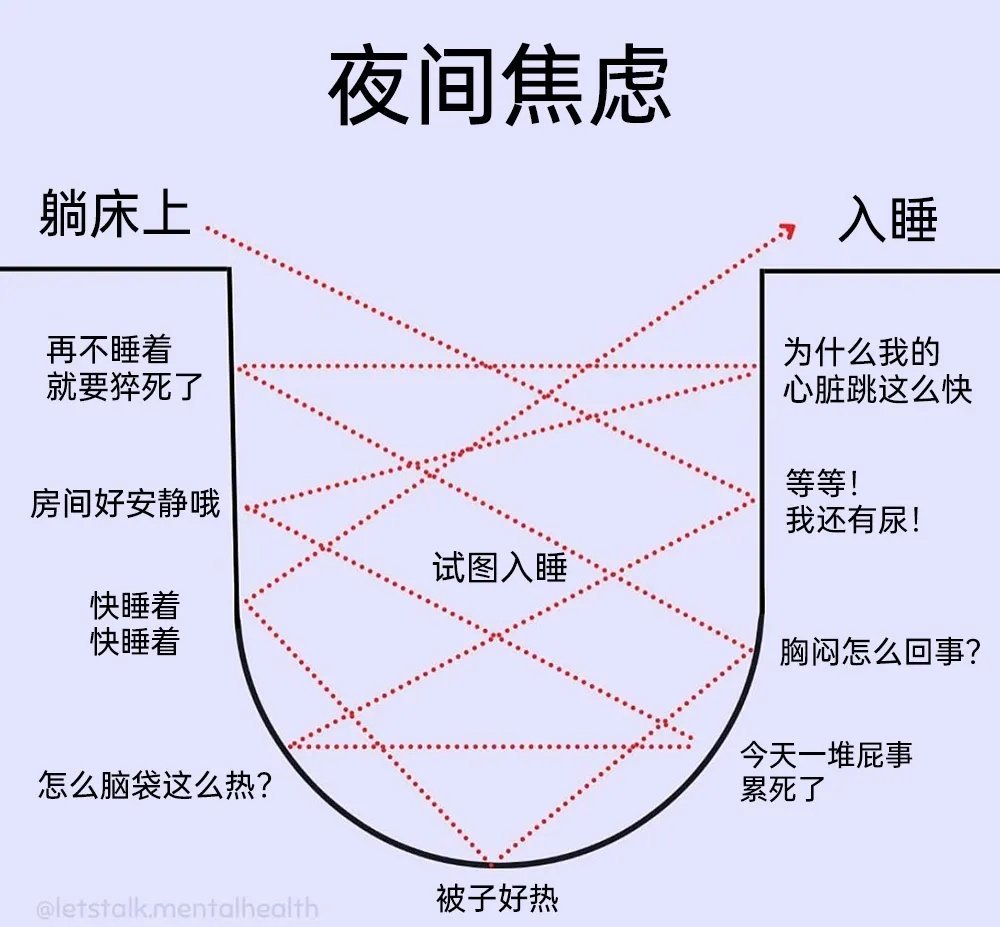 夜间焦虑
躺床上
入睡
再不睡着
就要猝死了
为什么我的
心脏跳这么快
房间好安静哦
等等！
我还有尿！
试图入睡
快睡着
快睡着
胸闷怎么回事？
怎么脑袋这么热？
今天一堆屁事
累死了
被子好热
@letstalk.mentalhealth